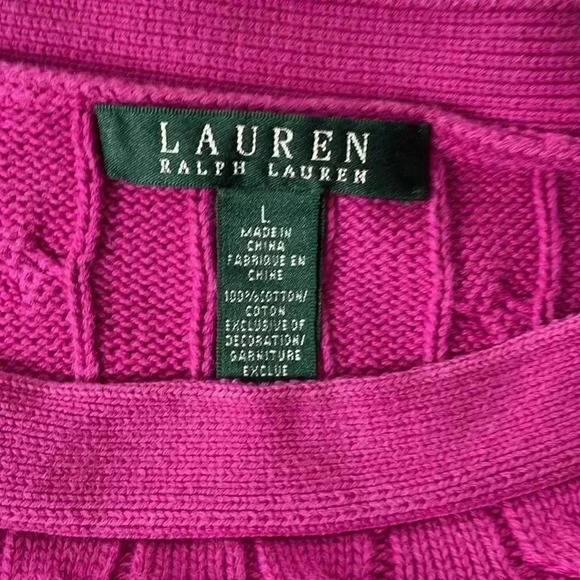 LAUREN
RALPH LAUREN
L
MADE IN
CHINA
FABRIQUE EN
CHINE
100% COTTON/
COTON
EXCLUSIVE OF
DECORATION/
GARNITURE
EXCLUE